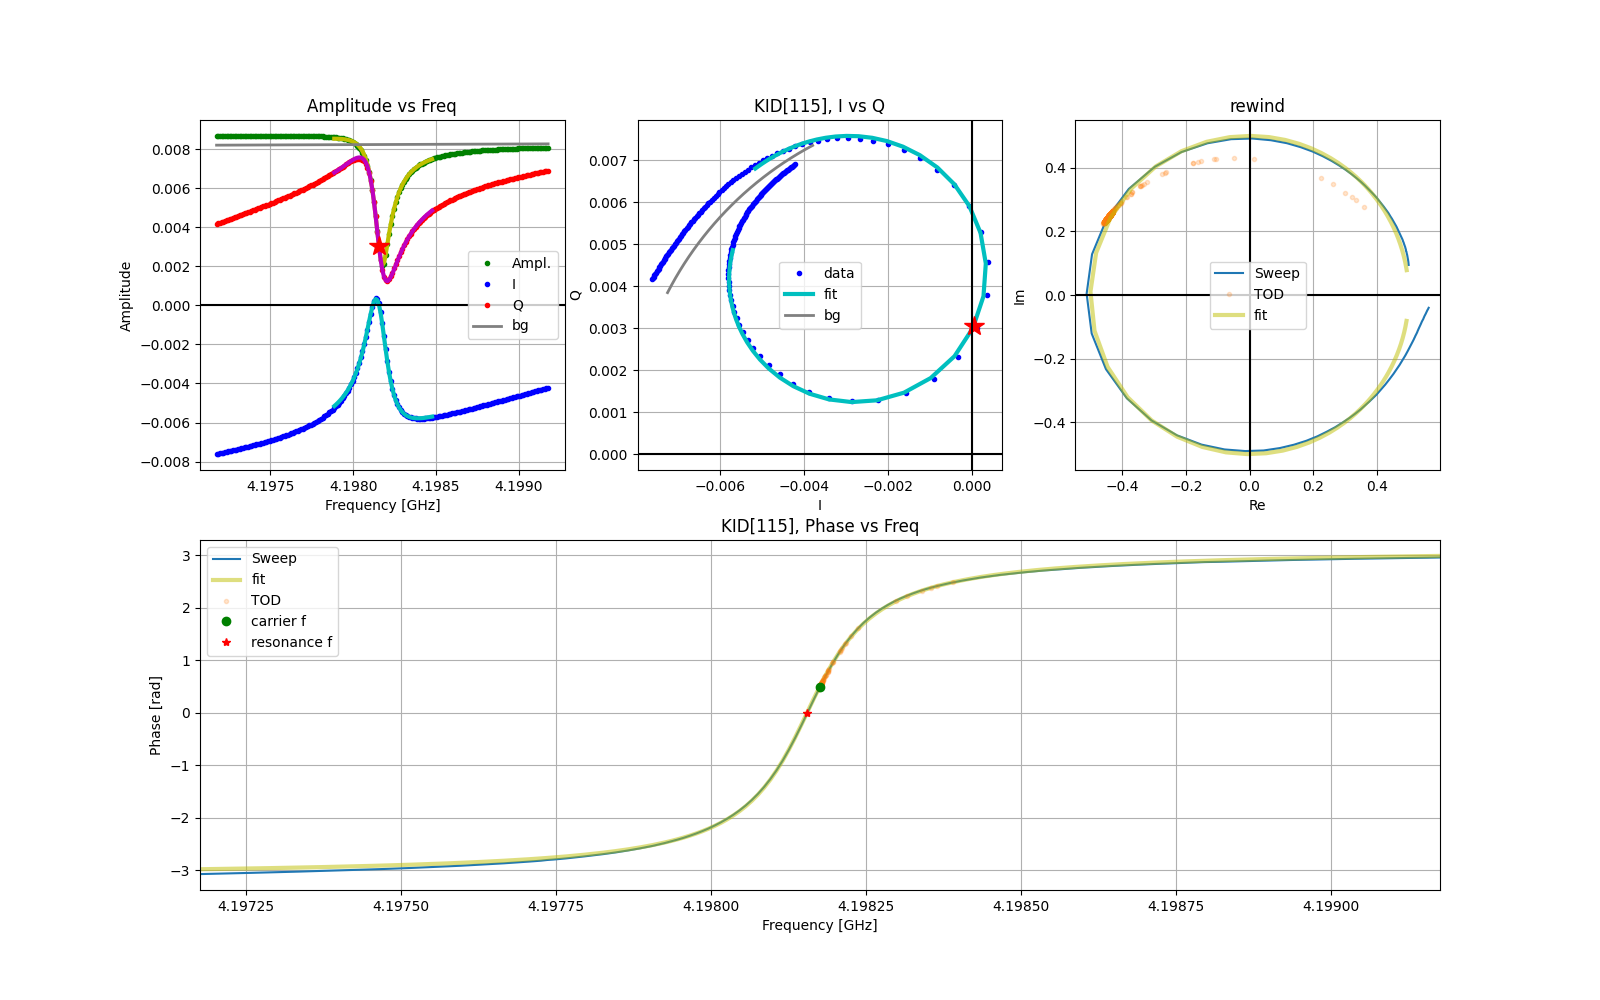 Amplitude vs Freq
Amplitude
0.008
0.006
0.004
0.002
0.000
−0.002
−0.004
−0.006
−0.008
Ampl.
I
Q
bg
4.1975 4.1980 4.1985 4.1990
Frequency [GHz]
KID[115], I vs Q
Q
0.007
0.006
0.005
0.004
0.003
0.002
0.001
0.000
data
fit
bg
−0.006 −0.004 −0.002 0.000
I
rewind
Im
0.4
0.2
0.0
−0.2
−0.4
Sweep
TOD
fit
−0.4 −0.2 0.0 0.2 0.4
Re
KID[115], Phase vs Freq
Phase [rad]
3
2
1
0
−1
−2
−3
Sweep
fit
TOD
carrier f
resonance f
4.19725 4.19750 4.19775 4.19800 4.19825 4.19850 4.19875 4.19900
Frequency [GHz]